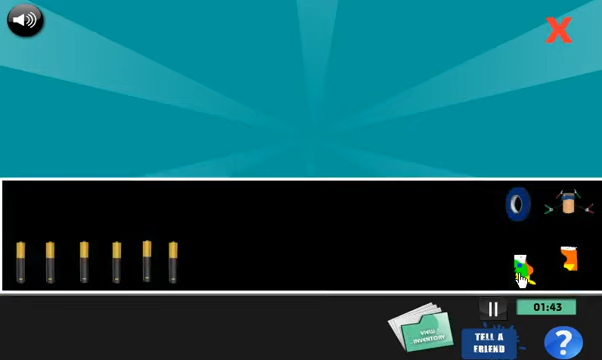 X
01:43
VIEW
INVENTORY
TELL A
FRIEND
?